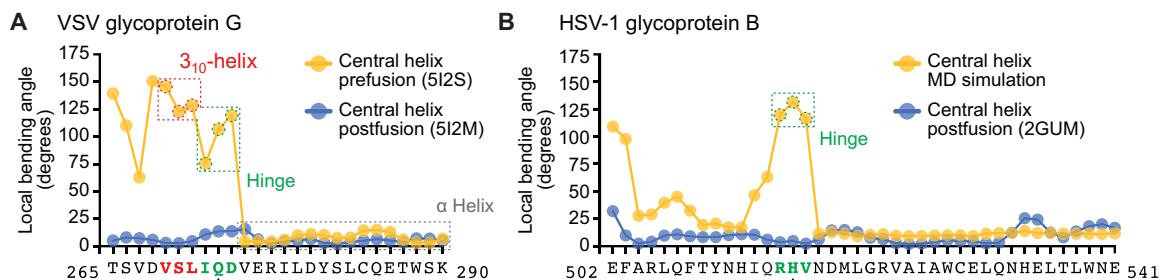 A VSV glycoprotein G
Local bending angle
(degrees)
175
150
125
100
75
50
25
0
3₁₀-helix
Hinge
α Helix
Central helix
prefusion (5I2S)
Central helix
postfusion (5I2M)
265 TSVDVSLIQDVERILDYSLCQETWSK 290
B HSV-1 glycoprotein B
Local bending angle
(degrees)
175
150
125
100
75
50
25
0
Hinge
Central helix
MD simulation
Central helix
postfusion (2GUM)
502 EFARLQFTYNHIQRHVNDMLGRVAIAWCELQNHELTLWNE 541